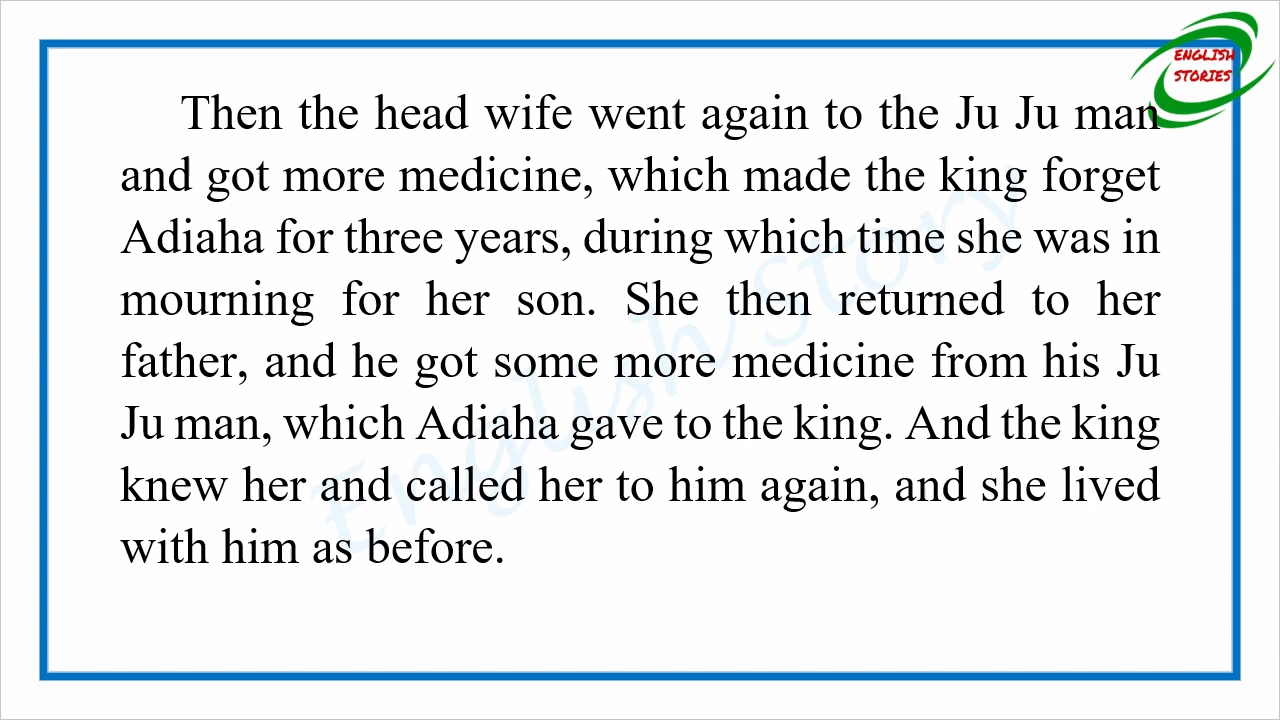 ENGLISH
STORIES
Then the head wife went again to the Ju Ju man
and got more medicine, which made the king forget
Adiaha for three years, during which time she was in
mourning for her son. She then returned to her
father, and he got some more medicine from his Ju
Ju man, which Adiaha gave to the king. And the king
knew her and called her to him again, and she lived
with him as before.
English Story